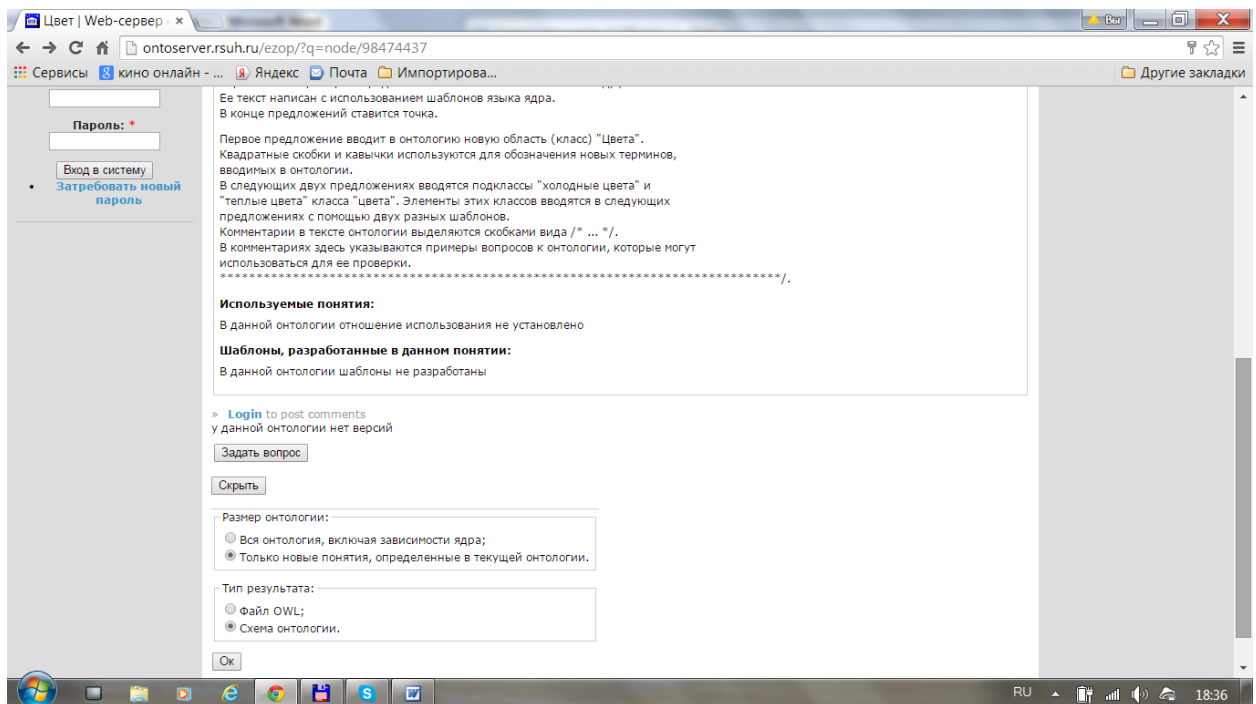 Цвет | Web-сервер
Microsoft Word
Вы
ontoserver.rsuh.ru/ezop/?q=node/98474437
Сервисы
кино онлайн - ...
Яндекс
Почта
Импортирова...
Другие закладки
Пароль: *
Вход в систему
Затребовать новый
пароль
Ее текст написан с использованием шаблонов языка ядра.
В конце предложений ставится точка.
Первое предложение вводит в онтологию новую область (класс) "Цвета".
Квадратные скобки и кавычки используются для обозначения новых терминов,
вводимых в онтологии.
В следующих двух предложениях вводятся подклассы "холодные цвета" и
"теплые цвета" класса "цвета". Элементы этих классов вводятся в следующих
предложениях с помощью двух разных шаблонов.
Комментарии в тексте онтологии выделяются скобками вида /* ... */.
В комментариях здесь указываются примеры вопросов к онтологии, которые могут
использоваться для ее проверки.
*****************************************************************************/.
Используемые понятия:
В данной онтологии отношение использования не установлено
Шаблоны, разработанные в данном понятии:
В данной онтологии шаблоны не разработаны
» Login to post comments
у данной онтологии нет версий
Задать вопрос
Скрыть
Размер онтологии:
Вся онтология, включая зависимости ядра;
Только новые понятия, определенные в текущей онтологии.
Тип результата:
Файл OWL;
Схема онтологии.
Ок
RU
18:36